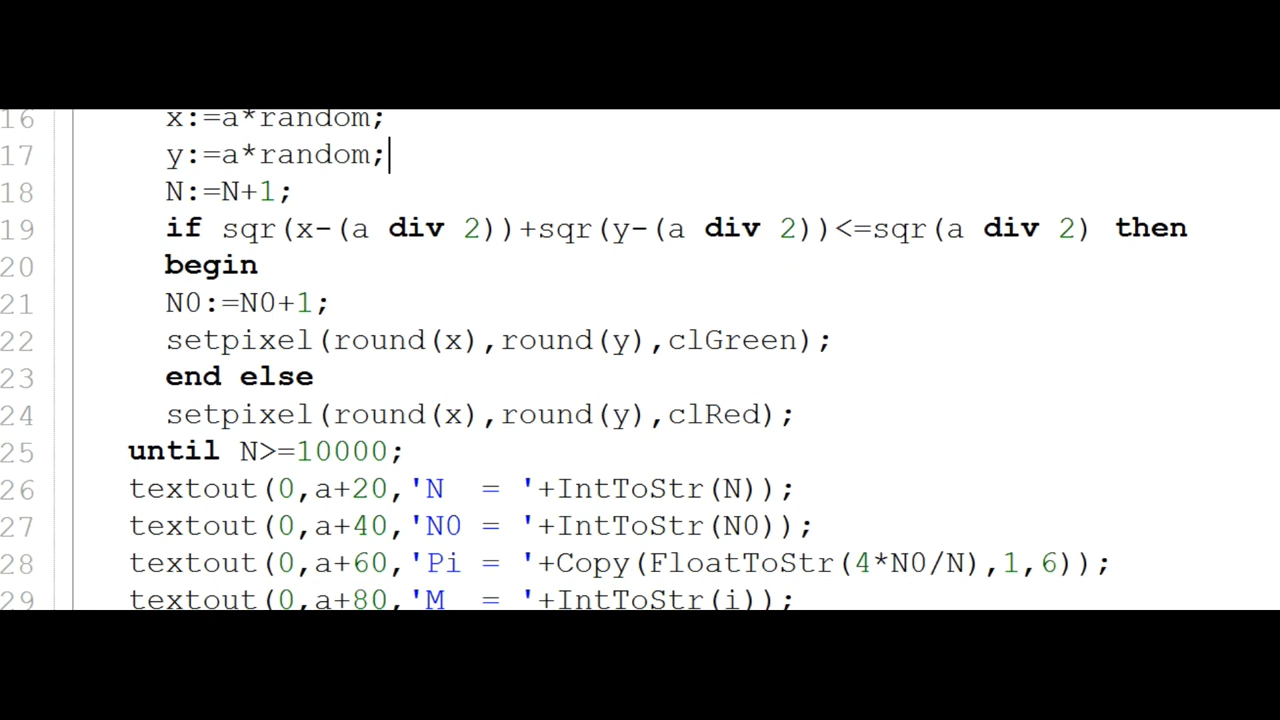 16 x:=a*random;
17 y:=a*random;
18 N:=N+1;
19 if sqr(x-(a div 2))+sqr(y-(a div 2))<=sqr(a div 2) then
20 begin
21 N0:=N0+1;
22 setpixel(round(x),round(y),clGreen);
23 end else
24 setpixel(round(x),round(y),clRed);
25 until N>=10000;
26 textout(0,a+20,'N  = '+IntToStr(N));
27 textout(0,a+40,'N0 = '+IntToStr(N0));
28 textout(0,a+60,'Pi = '+Copy(FloatToStr(4*N0/N),1,6));
29 textout(0,a+80,'M  = '+IntToStr(i));